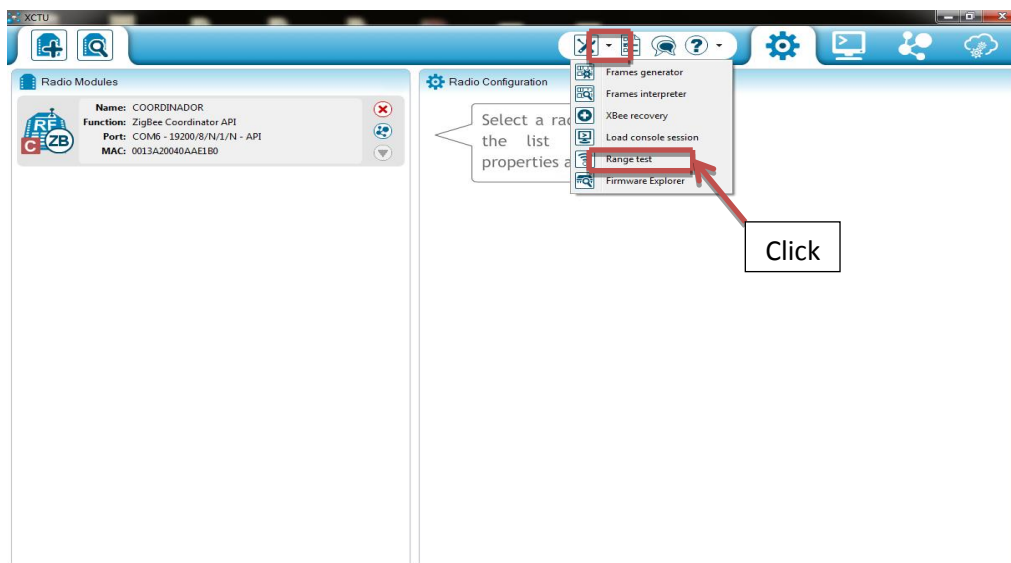 XCTU
Radio Modules
Name: COORDINADOR
Function: ZigBee Coordinator API
Port: COM6 - 19200/8/N/1/N - API
MAC: 0013A20040AAE1B0
RF
C ZB
Radio Configuration
Select a rad
the list
properties a
Frames generator
Frames interpreter
XBee recovery
Load console session
Range test
Firmware Explorer
Click